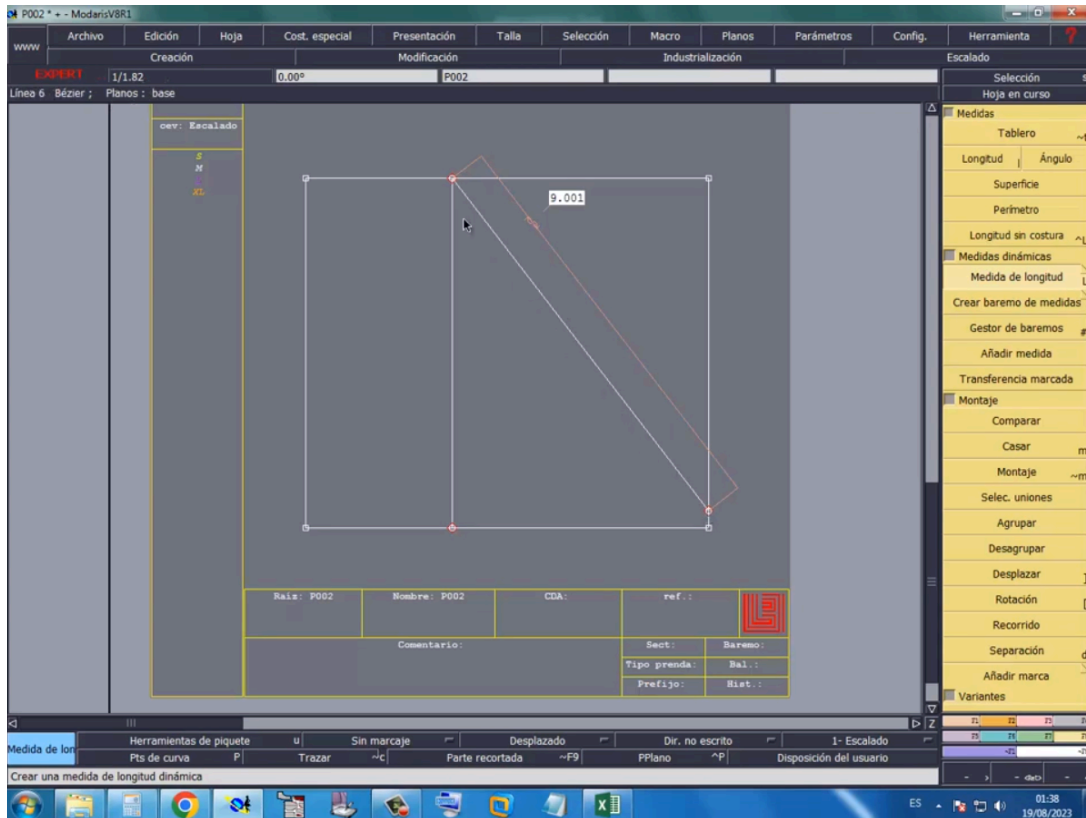 P002 * + - ModarisV8R1
www Archivo Edición Hoja Cost. especial Presentación Talla Selección Macro Planos Parámetros Config. Herramienta ?
Creación Modificación Industrialización Escalado
EXPERT 1/1.82 0.00º P002 Selección
Línea 6 Bézier ; Planos : base Hoja en curso
cev: Escalado
S
M
XL
9.001
Raiz: P002 Nombre: P002 CDA: ref.:
Comentario: Sect: Baremo:
Tipo prenda: Bal.:
Prefijo: Hist.:
Medidas
Tablero
Longitud Ángulo
Superficie
Perímetro
Longitud sin costura ^L
Medidas dinámicas
Medida de longitud
Crear baremo de medidas
Gestor de baremos #
Añadir medida
Transferencia marcada
Montaje
Comparar
Casar m
Montaje ~m
Selec. uniones
Agrupar
Desagrupar
Desplazar ]
Rotación [
Recorrido
Separación d
Añadir marca
Variantes
Z
Medida de lon Herramientas de piquete u Sin marcaje Desplazado Dir. no escrito 1- Escalado
Pts de curva P Trazar ~c Parte recortada ~F9 PPlano ^P Disposición del usuario
Crear una medida de longitud dinámica
ES 01:38
19/08/2023